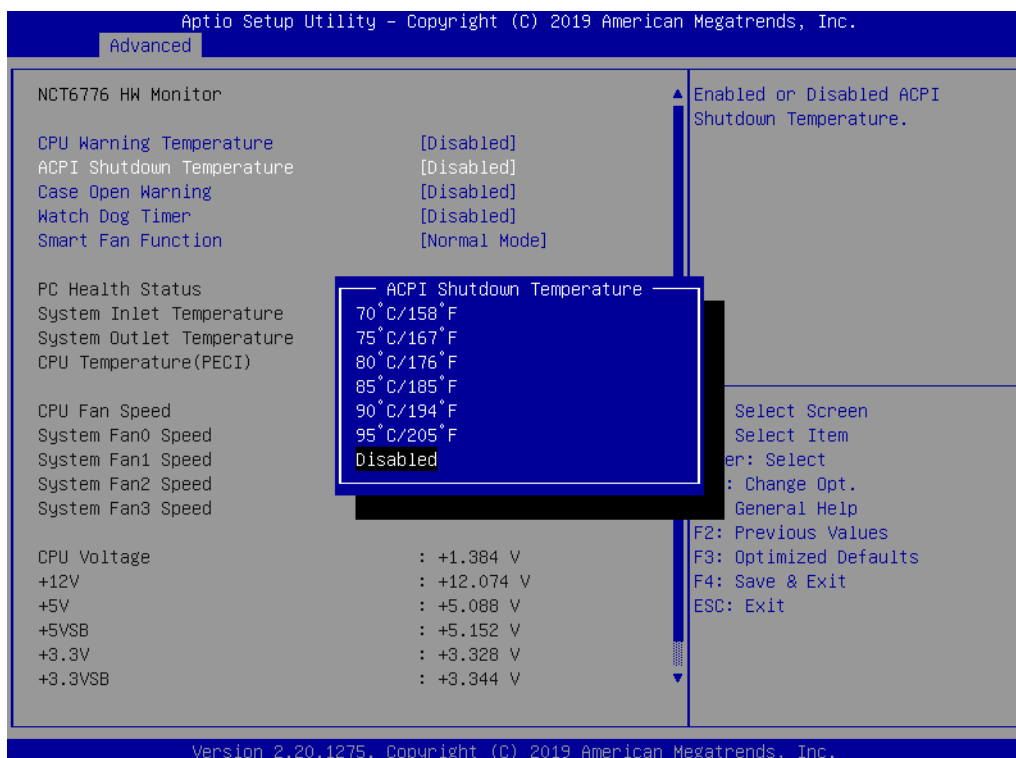 Aptio Setup Utility – Copyright (C) 2019 American Megatrends, Inc.
Advanced
NCT6776 HW Monitor
CPU Warning Temperature [Disabled]
ACPI Shutdown Temperature [Disabled]
Case Open Warning [Disabled]
Watch Dog Timer [Disabled]
Smart Fan Function [Normal Mode]
PC Health Status
System Inlet Temperature
System Outlet Temperature
CPU Temperature(PECI)
CPU Fan Speed
System Fan0 Speed
System Fan1 Speed
System Fan2 Speed
System Fan3 Speed
CPU Voltage : +1.384 V
+12V : +12.074 V
+5V : +5.088 V
+5VSB : +5.152 V
+3.3V : +3.328 V
+3.3VSB : +3.344 V
ACPI Shutdown Temperature
70°C/158°F
75°C/167°F
80°C/176°F
85°C/185°F
90°C/194°F
95°C/205°F
Disabled
Enabled or Disabled ACPI
Shutdown Temperature.
Select Screen
Select Item
er: Select
: Change Opt.
General Help
F2: Previous Values
F3: Optimized Defaults
F4: Save & Exit
ESC: Exit
Version 2.20.1275. Copyright (C) 2019 American Megatrends, Inc.